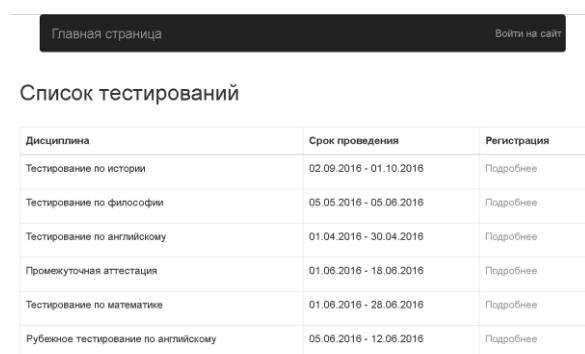 Главная страница Войти на сайт
Список тестирований
Дисциплина Срок проведения Регистрация
Тестирование по истории 02.09.2016 - 01.10.2016 Подробнее
Тестирование по философии 05.05.2016 - 05.06.2016 Подробнее
Тестирование по английскому 01.04.2016 - 30.04.2016 Подробнее
Промежуточная аттестация 01.06.2016 - 18.06.2016 Подробнее
Тестирование по математике 01.06.2016 - 28.06.2016 Подробнее
Рубежное тестирование по английскому 05.06.2016 - 12.06.2016 Подробнее